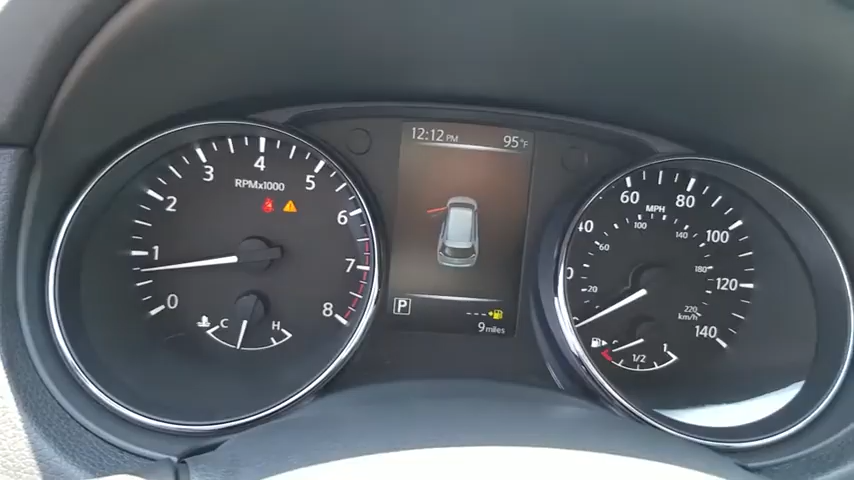 12:12 PM 95°F
0 1 2 3 4 5 6 7 8
RPMx1000
C H
P
--- 
9 miles
40 60 80 100 120 140
MPH
20 60 100 140 180 220
km/h
1/2 1